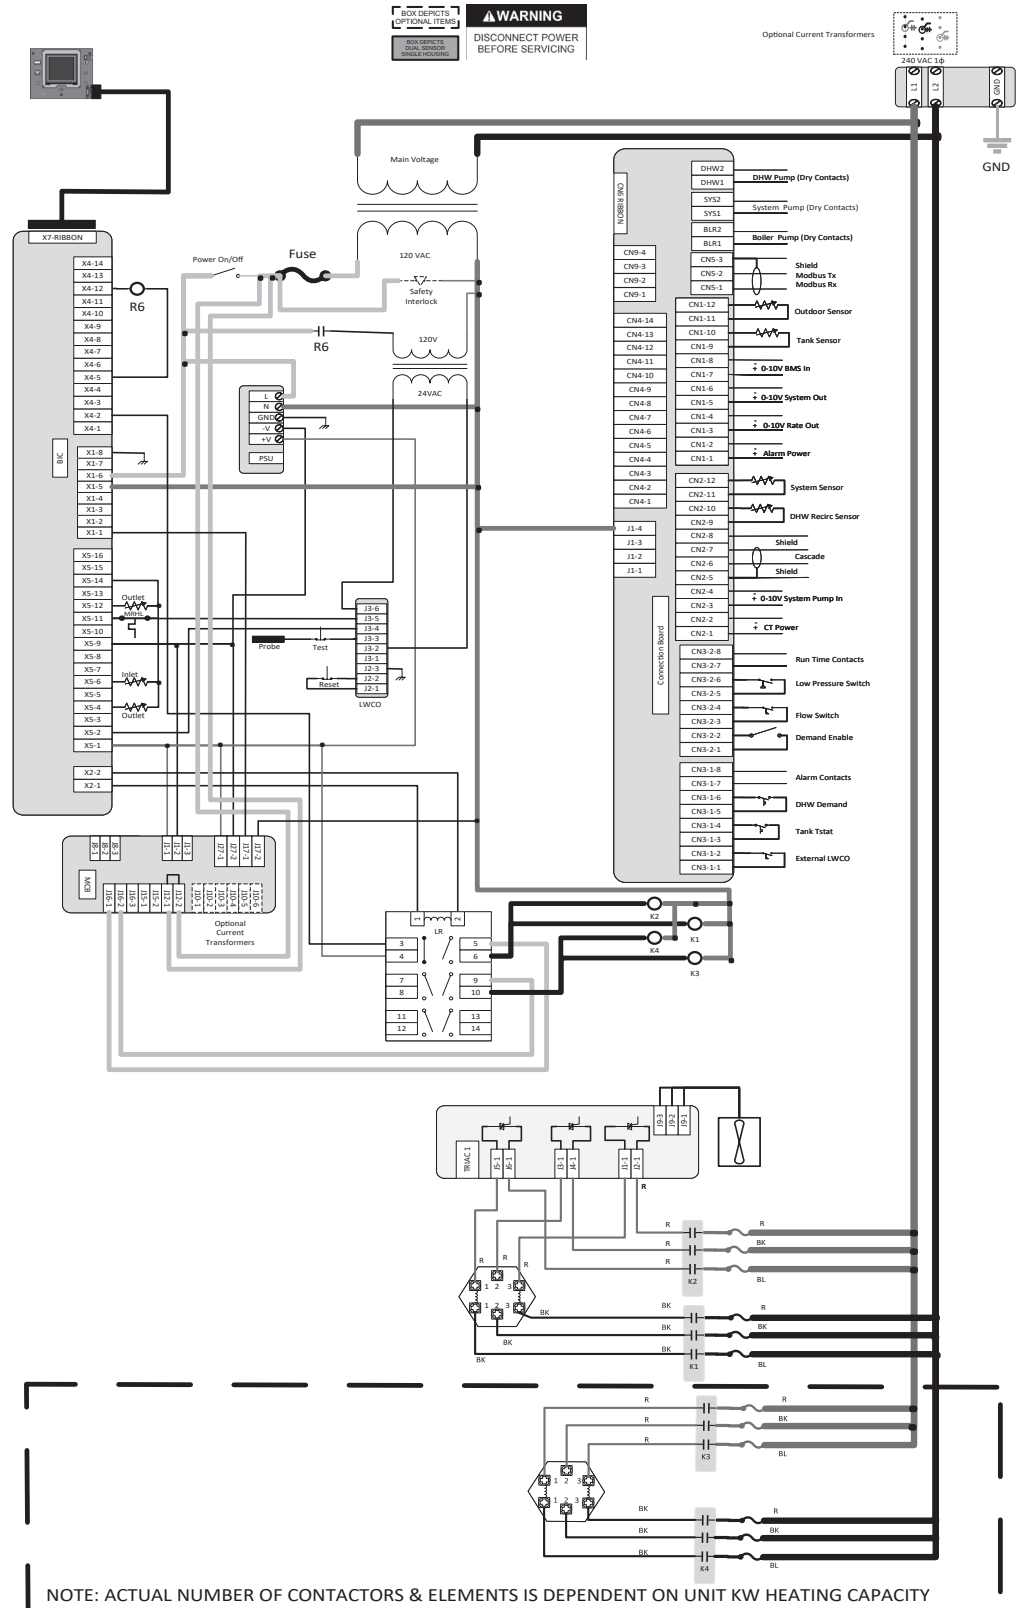 BOX DEPICTS
OPTIONAL ITEMS
BOX DEPICTS
DUAL SENSOR
SINGLE HOUSING
WARNING
DISCONNECT POWER
BEFORE SERVICING
Optional Current Transformers
240 VAC 1ϕ
L1
L2
GND
GND
Main Voltage
120 VAC
Power On/Off
Fuse
Safety
Interlock
R6
R6
120V
24VAC
X7-RIBBON
X4-14
X4-13
X4-12
X4-11
X4-10
X4-9
X4-8
X4-7
X4-6
X4-5
X4-4
X4-3
X4-2
X4-1
BIC
X1-8
X1-7
X1-6
X1-5
X1-4
X1-3
X1-2
X1-1
X5-16
X5-15
X5-14
X5-13
X5-12
X5-11
X5-10
X5-9
X5-8
X5-7
X5-6
X5-5
X5-4
X5-3
X5-2
X5-1
X2-2
X2-1
Outlet
MRHL
Inlet
Outlet
L
N
GND
-V
+V
PSU
Probe
Test
Reset
J3-6
J3-5
J3-4
J3-3
J3-2
J3-1
J2-3
J2-2
J2-1
LWCO
CN6 RIBBON
CN9-4
CN9-3
CN9-2
CN9-1
CN4-14
CN4-13
CN4-12
CN4-11
CN4-10
CN4-9
CN4-8
CN4-7
CN4-6
CN4-5
CN4-4
CN4-3
CN4-2
CN4-1
J1-4
J1-3
J1-2
J1-1
Connection Board
DHW2
DHW1
DHW Pump (Dry Contacts)
SYS2
SYS1
System Pump (Dry Contacts)
BLR2
BLR1
Boiler Pump (Dry Contacts)
CN5-3
CN5-2
CN5-1
Shield
Modbus Tx
Modbus Rx
CN1-12
CN1-11
CN1-10
CN1-9
CN1-8
CN1-7
CN1-6
CN1-5
CN1-4
CN1-3
CN1-2
CN1-1
Outdoor Sensor
Tank Sensor
-
+ 0-10V BMS In
-
+ 0-10V System Out
-
+ 0-10V Rate Out
-
+ Alarm Power
CN2-12
CN2-11
CN2-10
CN2-9
CN2-8
CN2-7
CN2-6
CN2-5
CN2-4
CN2-3
CN2-2
CN2-1
System Sensor
DHW Recirc Sensor
Shield
Cascade
Shield
-
+ 0-10V System Pump In
-
+ CT Power
CN3-2-8
CN3-2-7
CN3-2-6
CN3-2-5
CN3-2-4
CN3-2-3
CN3-2-2
CN3-2-1
Run Time Contacts
Low Pressure Switch
Flow Switch
Demand Enable
CN3-1-8
CN3-1-7
CN3-1-6
CN3-1-5
CN3-1-4
CN3-1-3
CN3-1-2
CN3-1-1
Alarm Contacts
DHW Demand
Tank Tstat
External LWCO
J8-1
J8-2
J8-3
J1-1
J1-2
J1-3
J27-1
J27-2
J17-1
J17-2
MCB
J16-1
J16-2
J16-3
J15-1
J15-2
J12-1
J12-2
J10-1
J10-2
J10-3
J10-4
J10-5
J10-6
Optional
Current
Transformers
1
2
LR
3
4
5
6
7
8
9
10
11
12
13
14
K2
K1
K4
K3
TRIAC 1
J5-1
J6-1
J3-1
J4-1
J1-1
J2-1
J9-3
J9-2
J9-1
R
R
R
R
R
BK
R
BL
K2
R
R
R
1 2 3
1 2 3
BK
BK
BK
BK
BK
R
BK
BL
K1
R
R
R
R
BK
BL
K3
1 2 3
1 2 3
BK
BK
BK
R
BK
BL
K4
NOTE: ACTUAL NUMBER OF CONTACTORS & ELEMENTS IS DEPENDENT ON UNIT KW HEATING CAPACITY